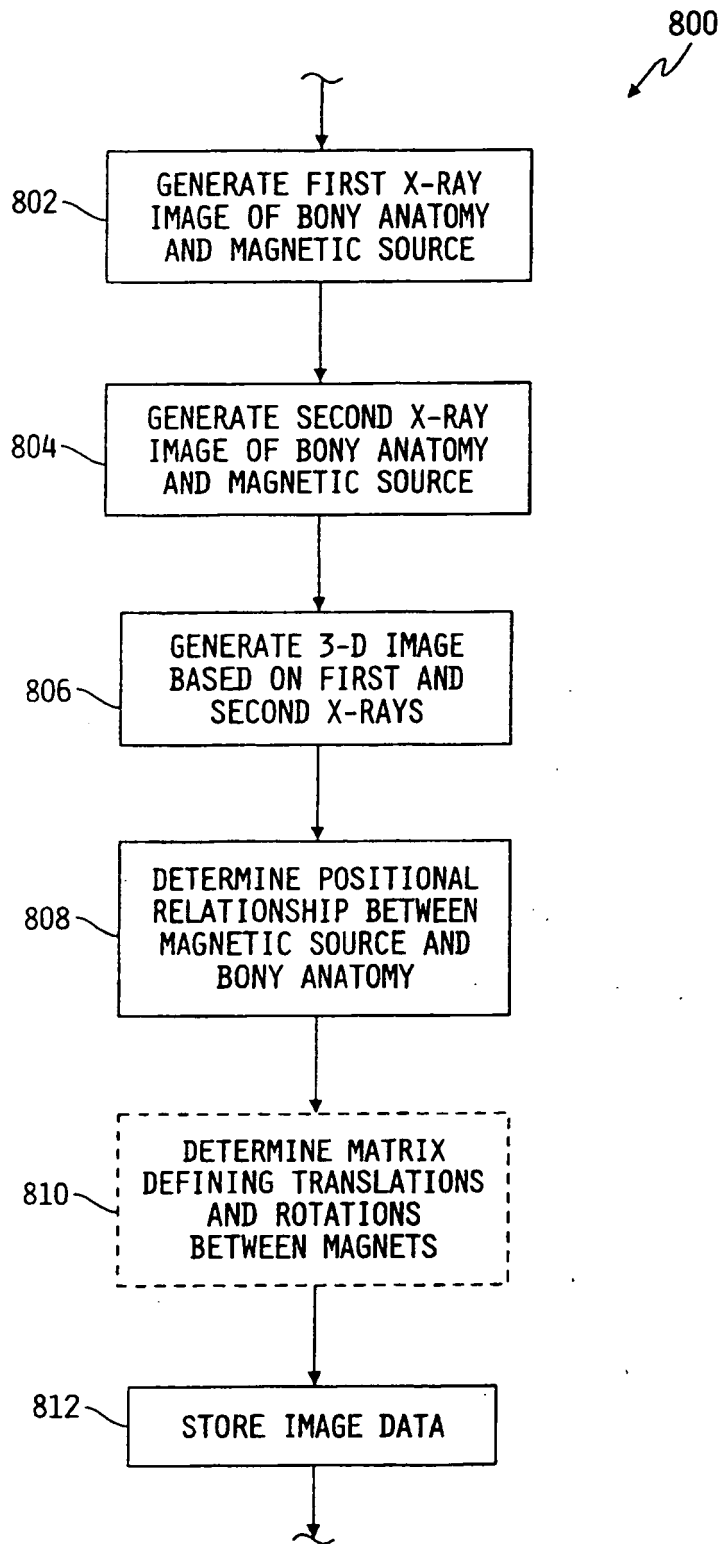 800
802
GENERATE FIRST X-RAY
IMAGE OF BONY ANATOMY
AND MAGNETIC SOURCE
804
GENERATE SECOND X-RAY
IMAGE OF BONY ANATOMY
AND MAGNETIC SOURCE
806
GENERATE 3-D IMAGE
BASED ON FIRST AND
SECOND X-RAYS
808
DETERMINE POSITIONAL
RELATIONSHIP BETWEEN
MAGNETIC SOURCE AND
BONY ANATOMY
810
DETERMINE MATRIX
DEFINING TRANSLATIONS
AND ROTATIONS
BETWEEN MAGNETS
812
STORE IMAGE DATA